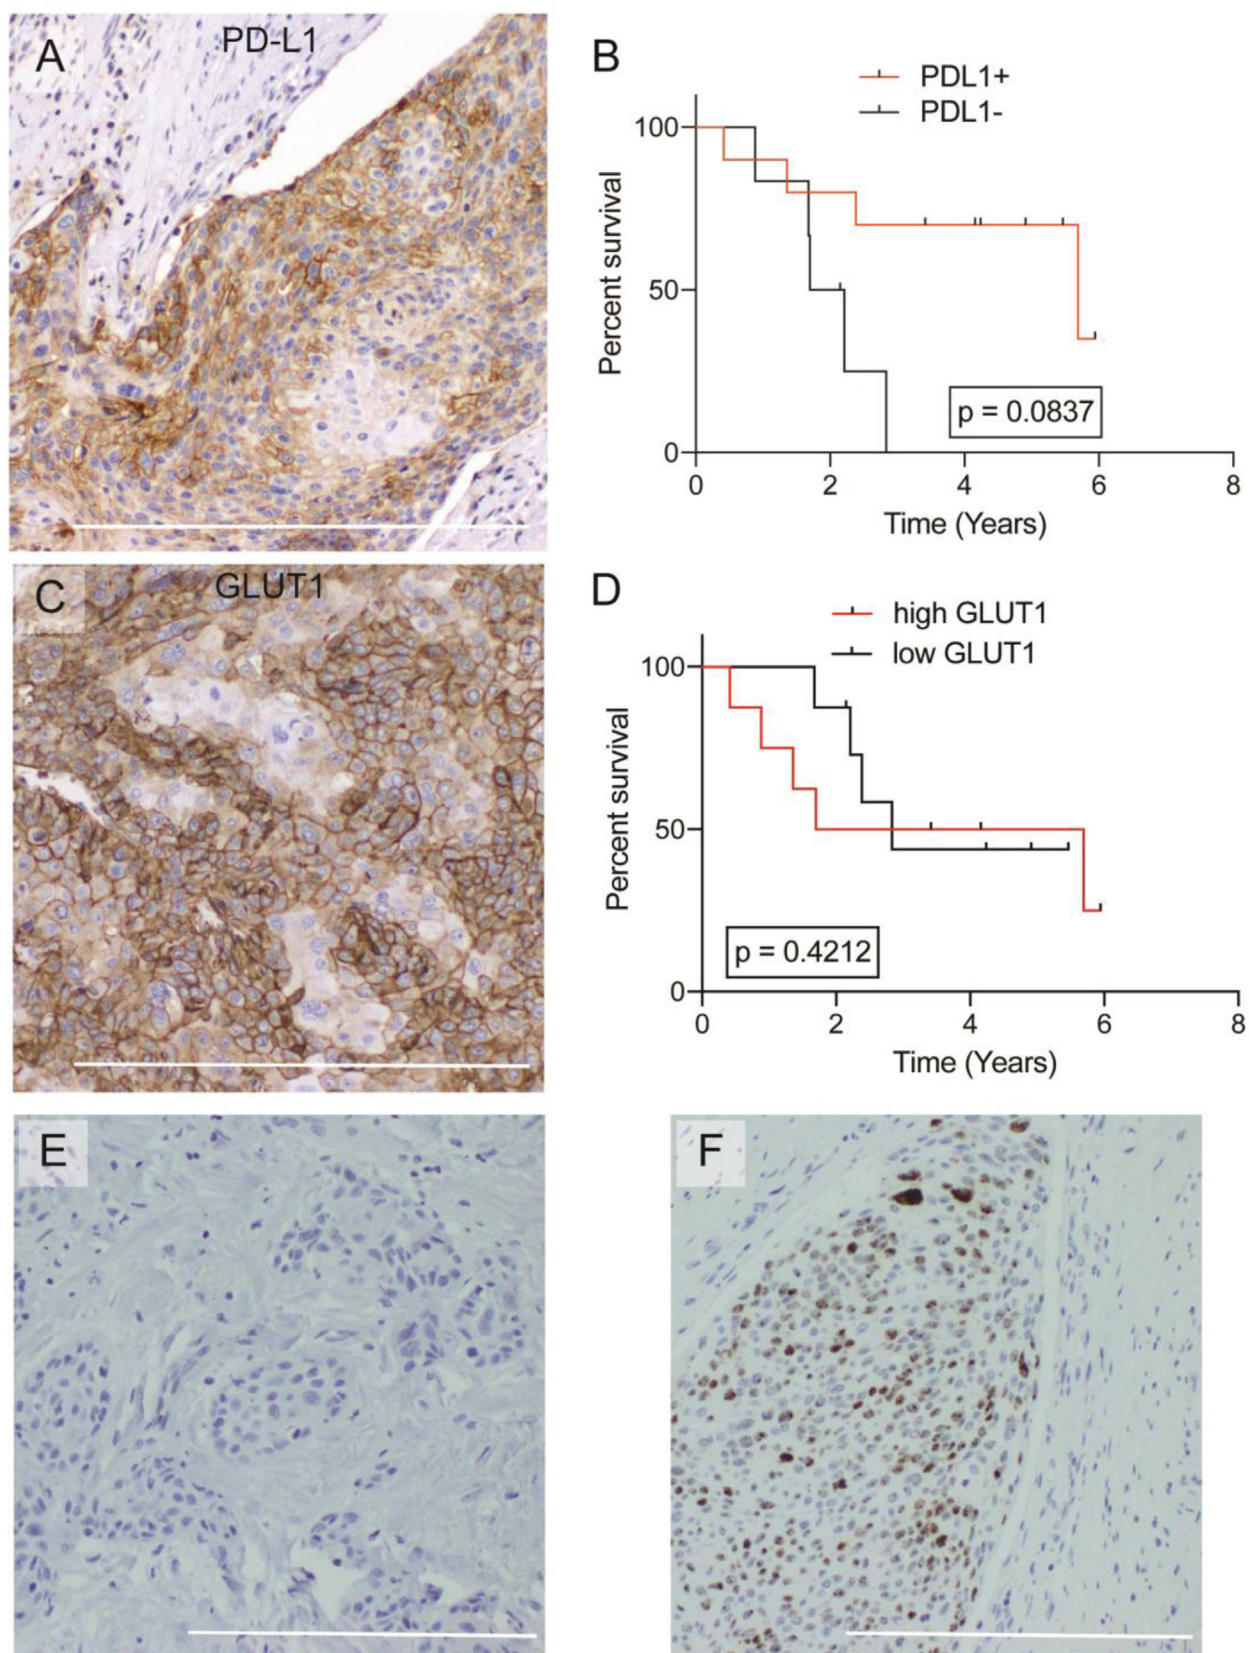 A
PD-L1
B
PDL1+
PDL1-
100
50
0
Percent survival
p = 0.0837
0 2 4 6 8
Time (Years)
C
GLUT1
D
high GLUT1
low GLUT1
100
50
0
Percent survival
p = 0.4212
0 2 4 6 8
Time (Years)
E
F